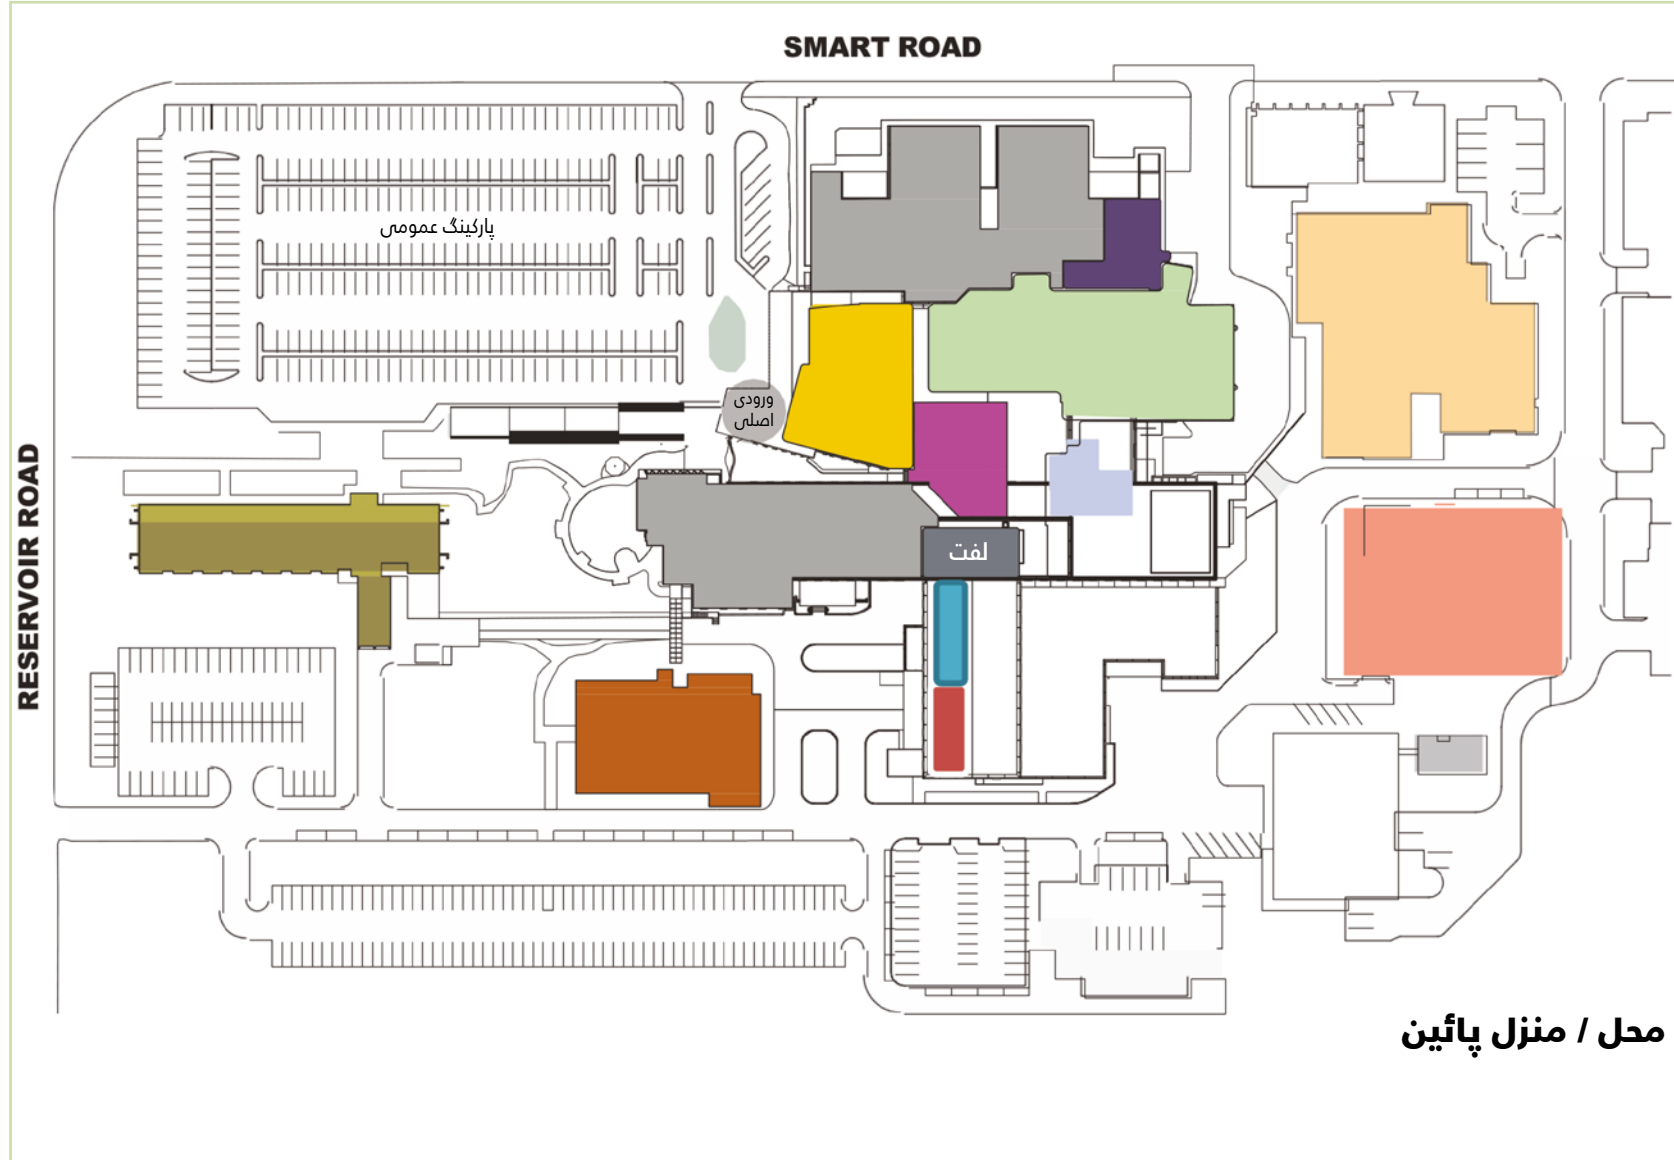 SMART ROAD
پارکینگ عمومی
ورودی
اصلی
RESERVOIR ROAD
لفت
محل / منزل پائین